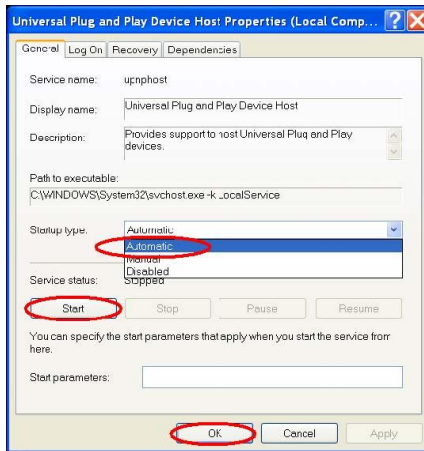 Universal Plug and Play Device Host Properties (Local Comp...
General Log On Recovery Dependencies
Service name: upnphost
Display name: Universal Plug and Play Device Host
Description: Provides support to host Universal Plug and Play
devices.
Path to executable:
C:\WINDOWS\System32\svchost.exe -k LocalService
Startup type: Automatic
Automatic
Manual
Disabled
Service status: Stopped
Start Stop Pause Resume
You can specify the start parameters that apply when you start the service from
here.
Start parameters:
OK Cancel Apply